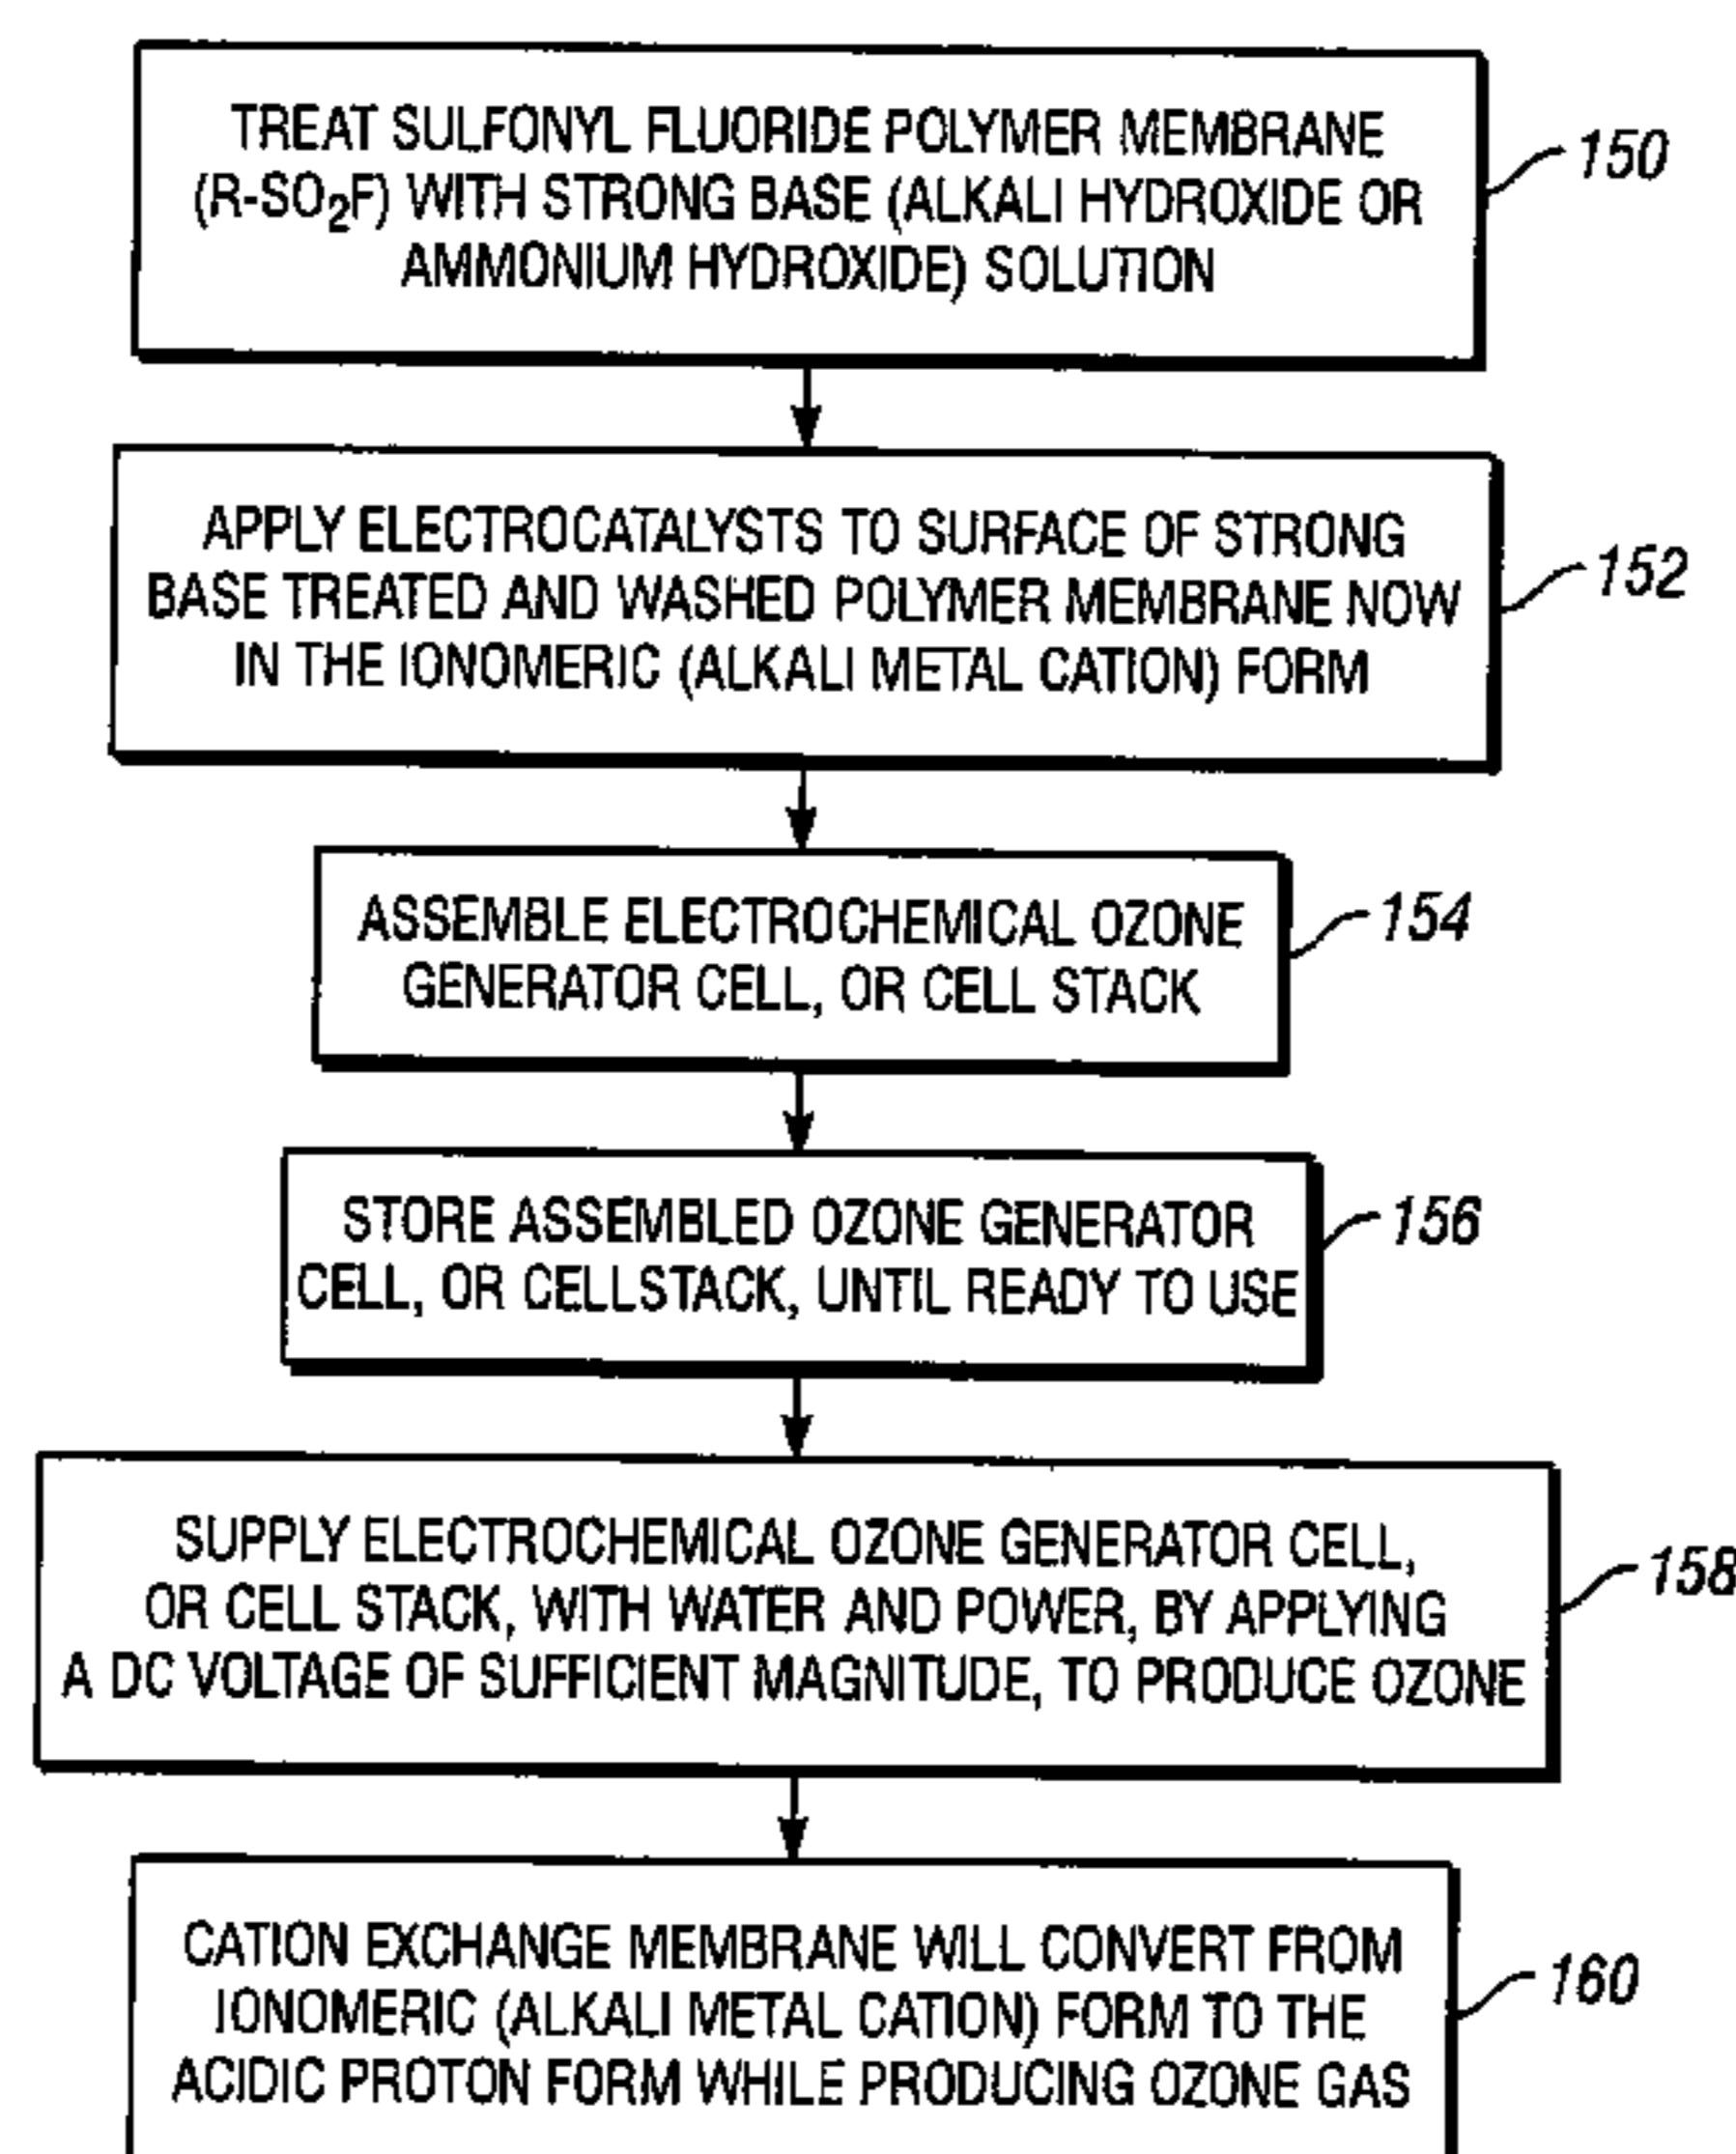 TREAT SULFONYL FLUORIDE POLYMER MEMBRANE
(R-SO₂F) WITH STRONG BASE (ALKALI HYDROXIDE OR
AMMONIUM HYDROXIDE) SOLUTION
150
APPLY ELECTROCATALYSTS TO SURFACE OF STRONG
BASE TREATED AND WASHED POLYMER MEMBRANE NOW
IN THE IONOMERIC (ALKALI METAL CATION) FORM
152
ASSEMBLE ELECTROCHEMICAL OZONE
GENERATOR CELL, OR CELL STACK
154
STORE ASSEMBLED OZONE GENERATOR
CELL, OR CELLSTACK, UNTIL READY TO USE
156
SUPPLY ELECTROCHEMICAL OZONE GENERATOR CELL,
OR CELL STACK, WITH WATER AND POWER, BY APPLYING
A DC VOLTAGE OF SUFFICIENT MAGNITUDE, TO PRODUCE OZONE
158
CATION EXCHANGE MEMBRANE WILL CONVERT FROM
IONOMERIC (ALKALI METAL CATION) FORM TO THE
ACIDIC PROTON FORM WHILE PRODUCING OZONE GAS
160